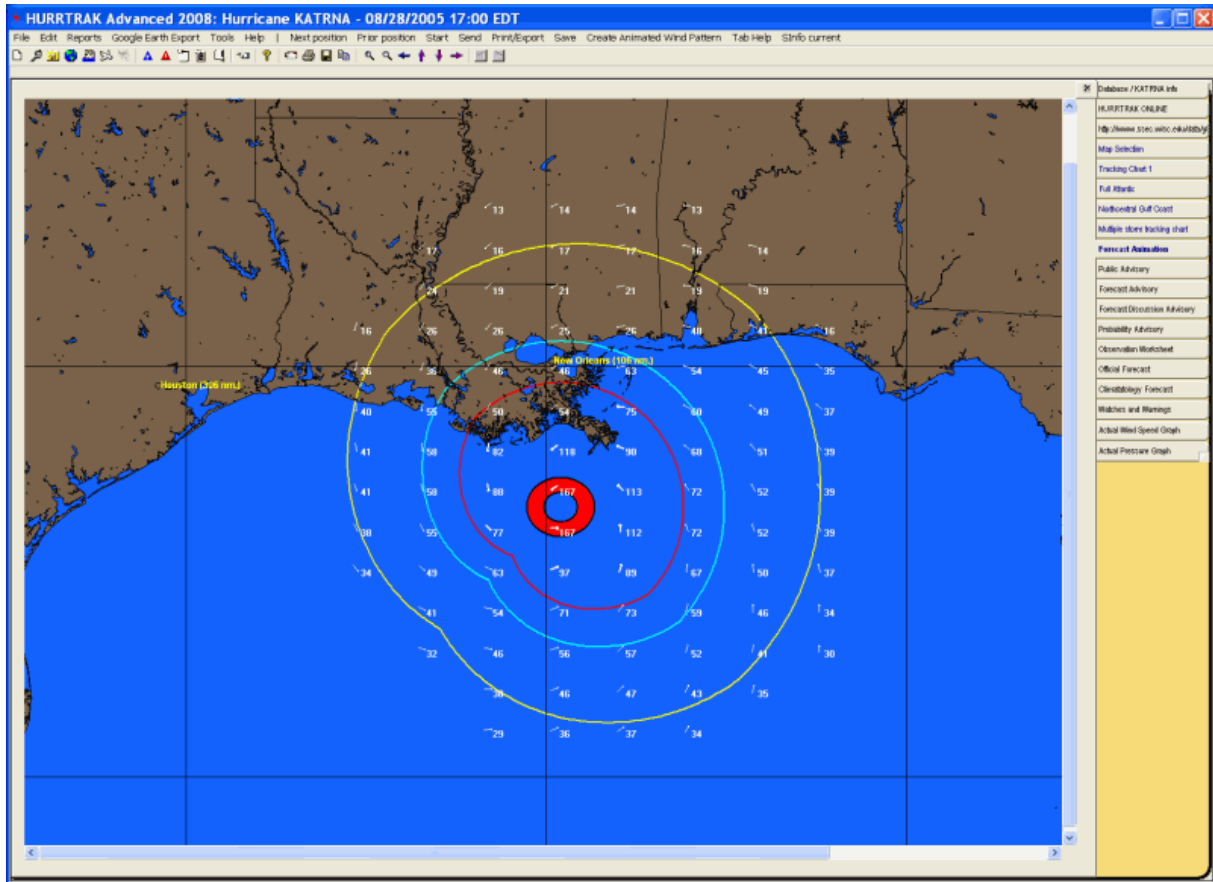 HURRTRAK Advanced 2008: Hurricane KATRNA - 08/28/2005 17:00 EDT
File Edit Reports Google Earth Export Tools Help | Next position Prior position Start Send Print/Export Save Create Animated Wind Pattern Tab Help SInfo current
Database / KATRNA info
HURRTRAK ONLINE
http://www.ssec.wisc.edu/data/g
Map Selection
Tracking Chart 1
Full Atlantic
Northcentral Gulf Coast
Multiple storm tracking chart
Forecast Animation
Public Advisory
Forecast Advisory
Forecast Discussion Advisory
Probability Advisory
Observation Worksheet
Official Forecast
Climatology Forecast
Watches and Warnings
Actual Wind Speed Graph
Actual Pressure Graph
13 14 14 13
17 16 17 17 16 14
24 19 21 21 19 19
16 26 26 25 26 40 41 16
New Orleans (106 nm.)
26 36 46 46 63 54 45 35
Houston (306 nm.)
40 55 50 54 75 60 49 37
41 58 82 118 90 68 51 39
41 58 88 167 113 72 52 39
38 55 77 167 112 72 52 39
34 49 63 97 89 67 50 37
41 54 71 73 59 46 34
32 46 56 57 52 41 30
38 46 47 43 35
29 36 37 34